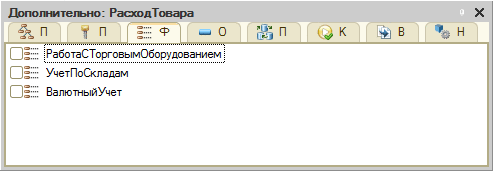 Дополнительно: РасходТовара
П П Ф О П К В Н
РаботаСТорговымОборудованием
УчетПоСкладам
ВалютныйУчет